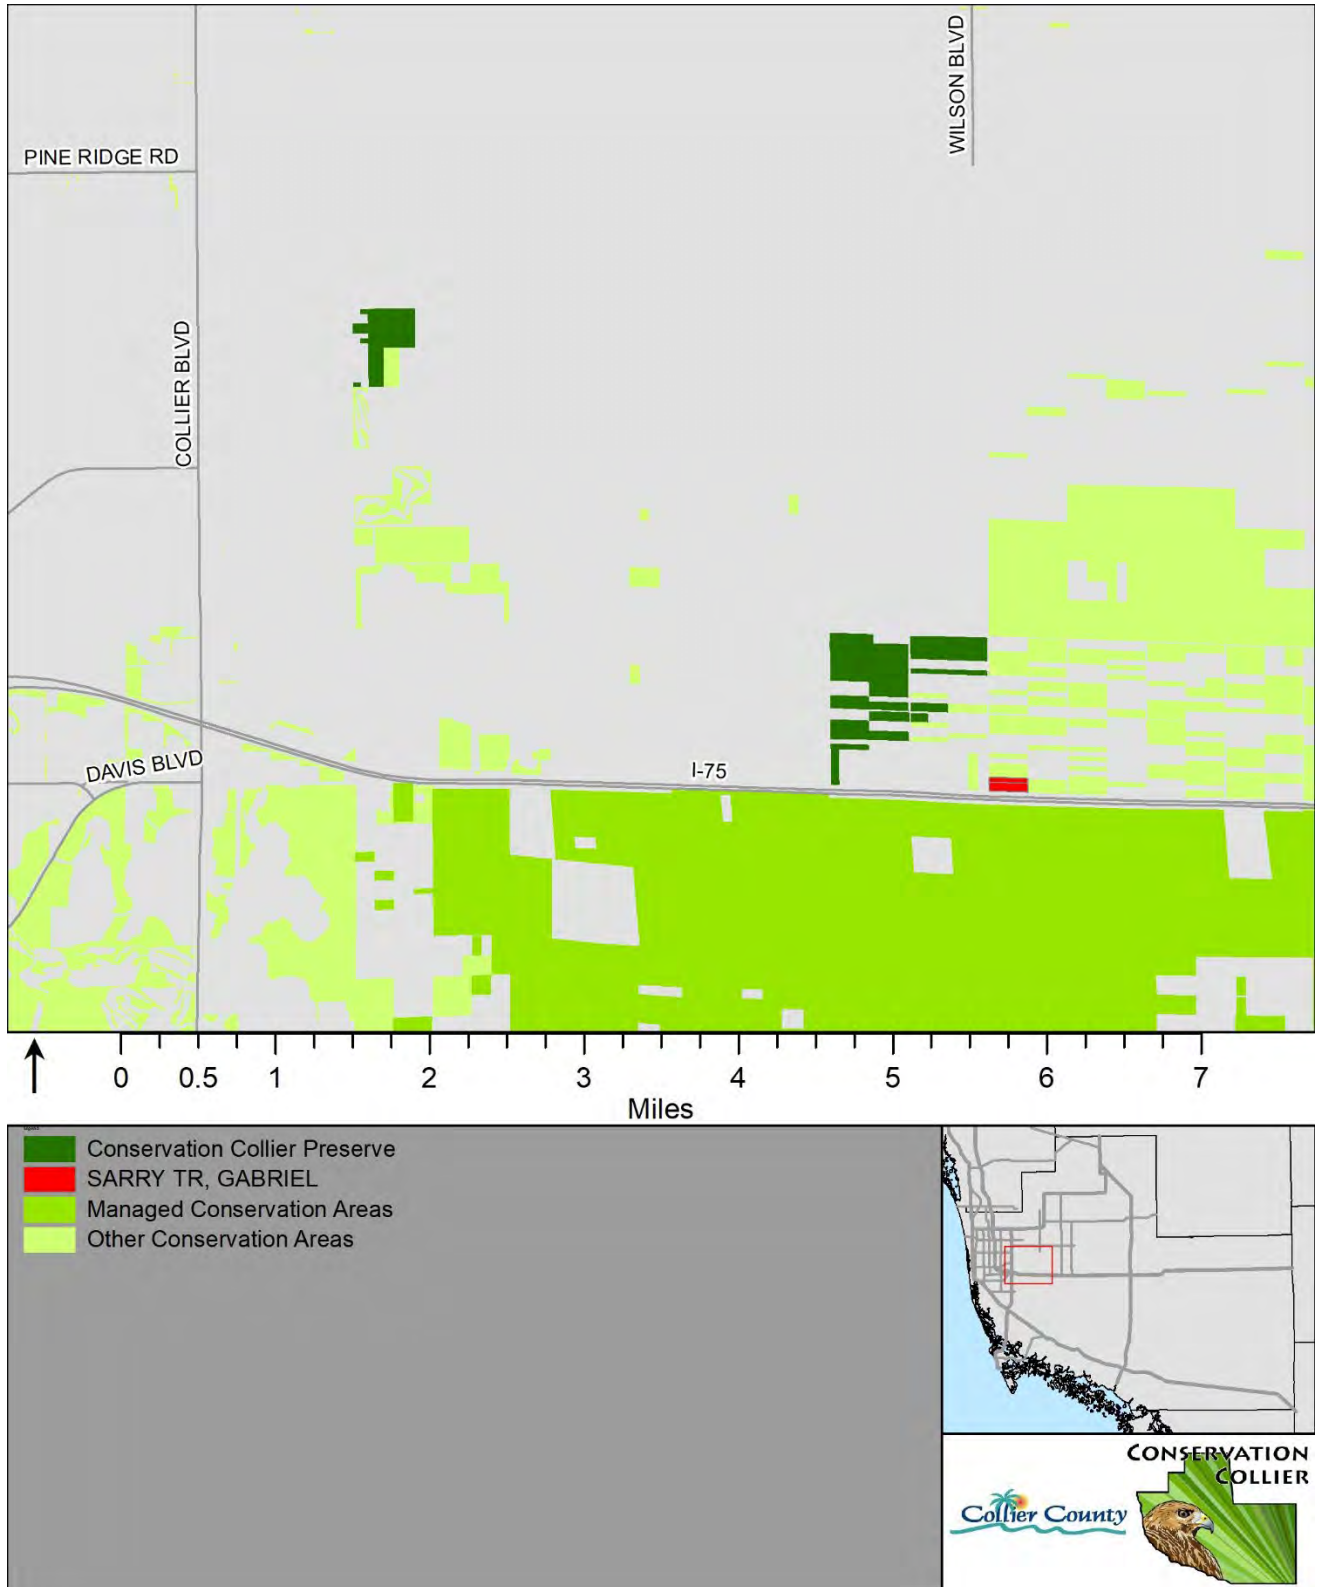 WILSON BLVD
PINE RIDGE RD
COLLIER BLVD
DAVIS BLVD
I-75
0 0.5 1 2 3 4 5 6 7
Miles
Conservation Collier Preserve
SARRY TR, GABRIEL
Managed Conservation Areas
Other Conservation Areas
CONSERVATION
COLLIER
Collier County